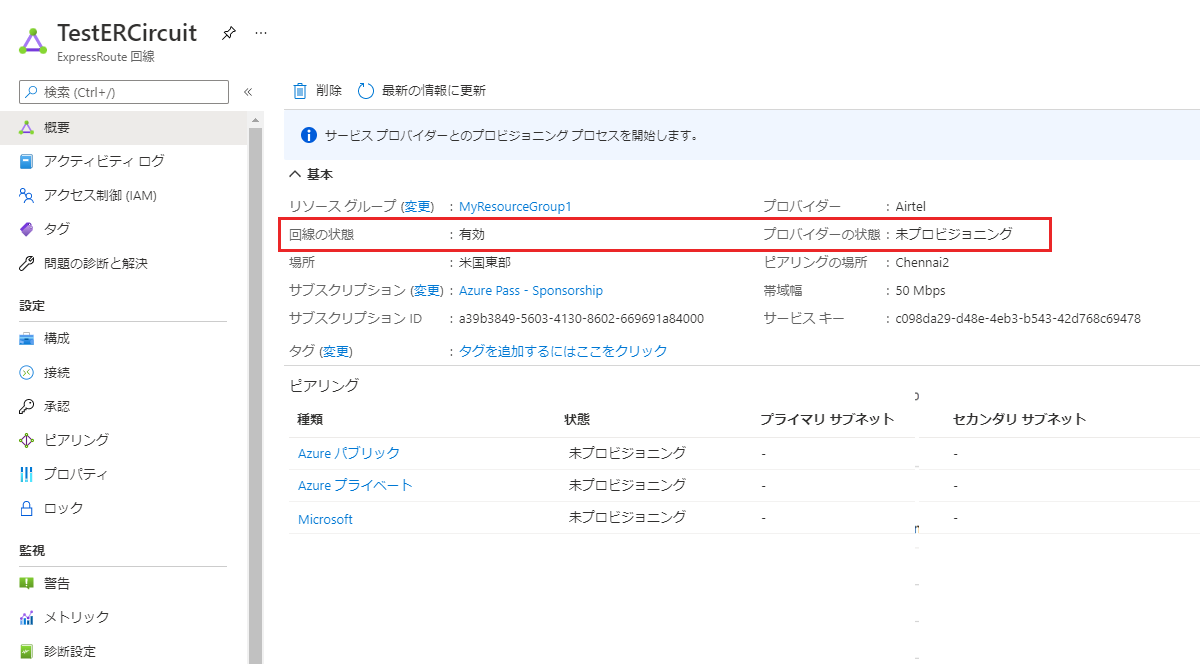 TestERCircuit
ExpressRoute 回線
検索 (Ctrl+/)
概要
アクティビティ ログ
アクセス制御 (IAM)
タグ
問題の診断と解決
設定
構成
接続
承認
ピアリング
プロパティ
ロック
監視
警告
メトリック
診断設定
削除 最新の情報に更新
サービス プロバイダーとのプロビジョニング プロセスを開始します。
基本
リソース グループ (変更) : MyResourceGroup1 プロバイダー : Airtel
回線の状態 : 有効 プロバイダーの状態 : 未プロビジョニング
場所 : 米国東部 ピアリングの場所 : Chennai2
サブスクリプション (変更) : Azure Pass - Sponsorship 帯域幅 : 50 Mbps
サブスクリプション ID : a39b3849-5603-4130-8602-669691a84000 サービス キー : c098da29-d48e-4eb3-b543-42d768c69478
タグ (変更) : タグを追加するにはここをクリック
ピアリング
種類 状態 プライマリ サブネット セカンダリ サブネット
Azure パブリック 未プロビジョニング - -
Azure プライベート 未プロビジョニング - -
Microsoft 未プロビジョニング - -